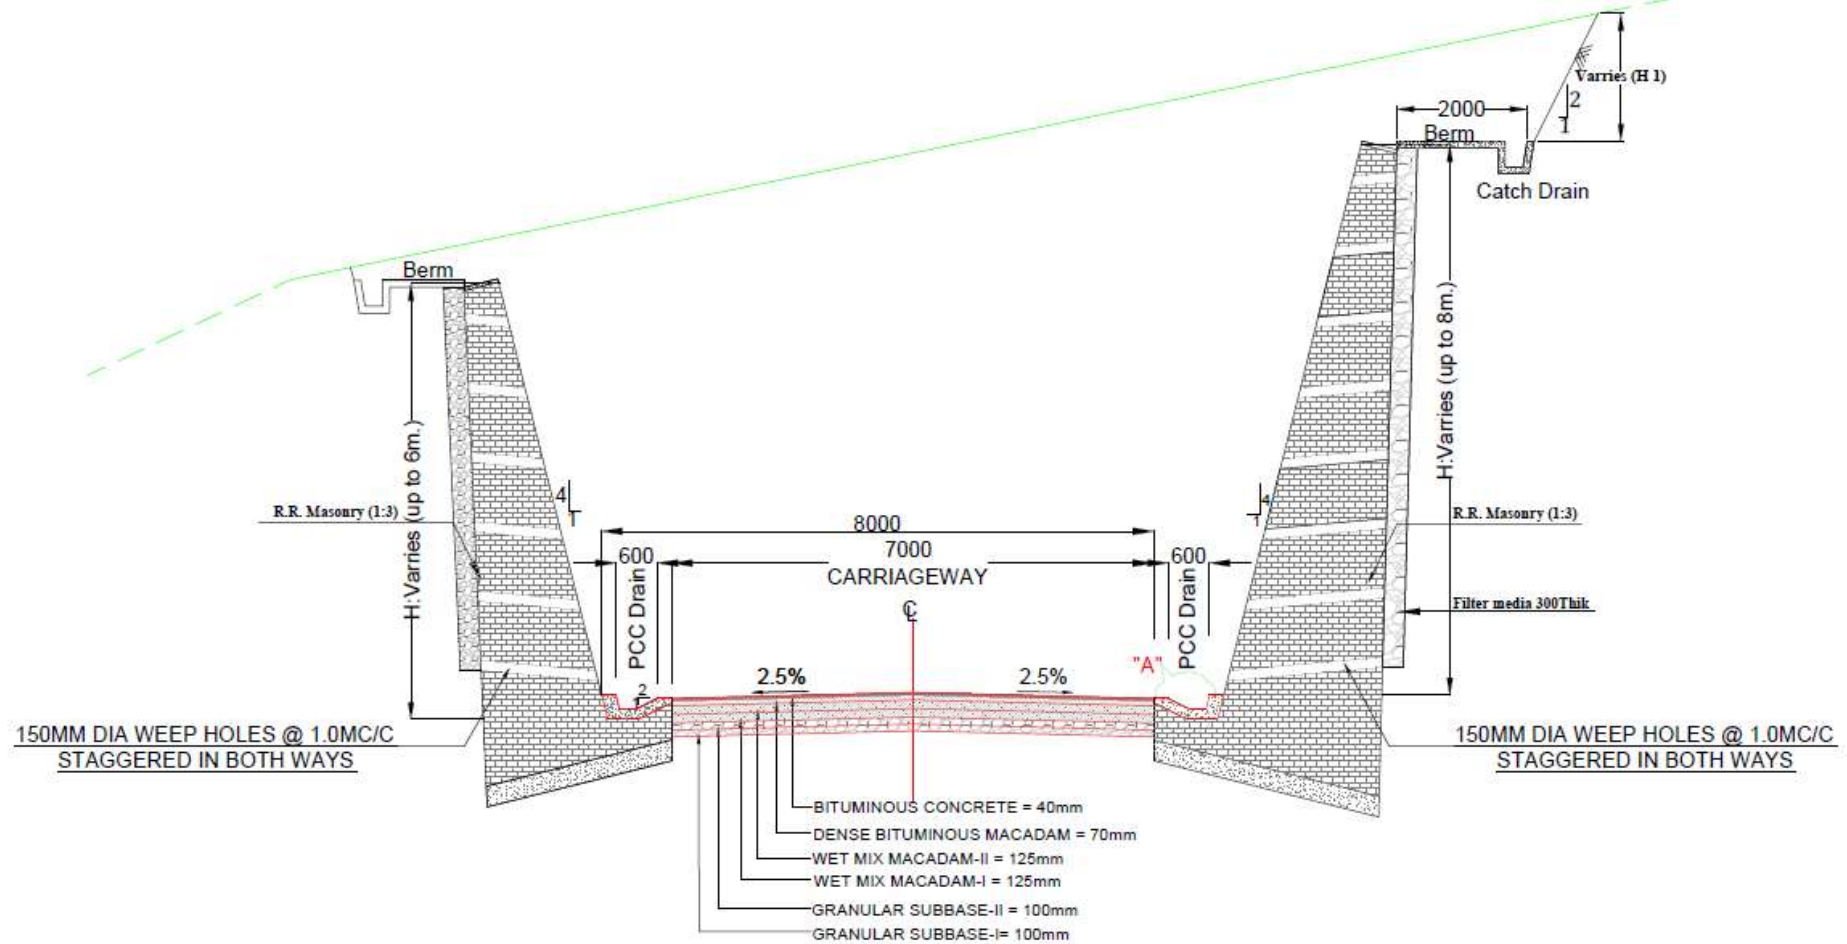 Varries (H 1)
2000
2
1
Berm
Catch Drain
Berm
H:Varries (up to 6m.)
H:Varries (up to 8m.)
4
1
4
1
R.R. Masonry (1:3)
R.R. Masonry (1:3)
8000
600
7000
600
CARRIAGEWAY
PCC Drain
PCC Drain
Filter media 300Thik
CL
"A"
2.5%
2.5%
2
1
150MM DIA WEEP HOLES @ 1.0MC/C
STAGGERED IN BOTH WAYS
150MM DIA WEEP HOLES @ 1.0MC/C
STAGGERED IN BOTH WAYS
BITUMINOUS CONCRETE = 40mm
DENSE BITUMINOUS MACADAM = 70mm
WET MIX MACADAM-II = 125mm
WET MIX MACADAM-I = 125mm
GRANULAR SUBBASE-II = 100mm
GRANULAR SUBBASE-I= 100mm